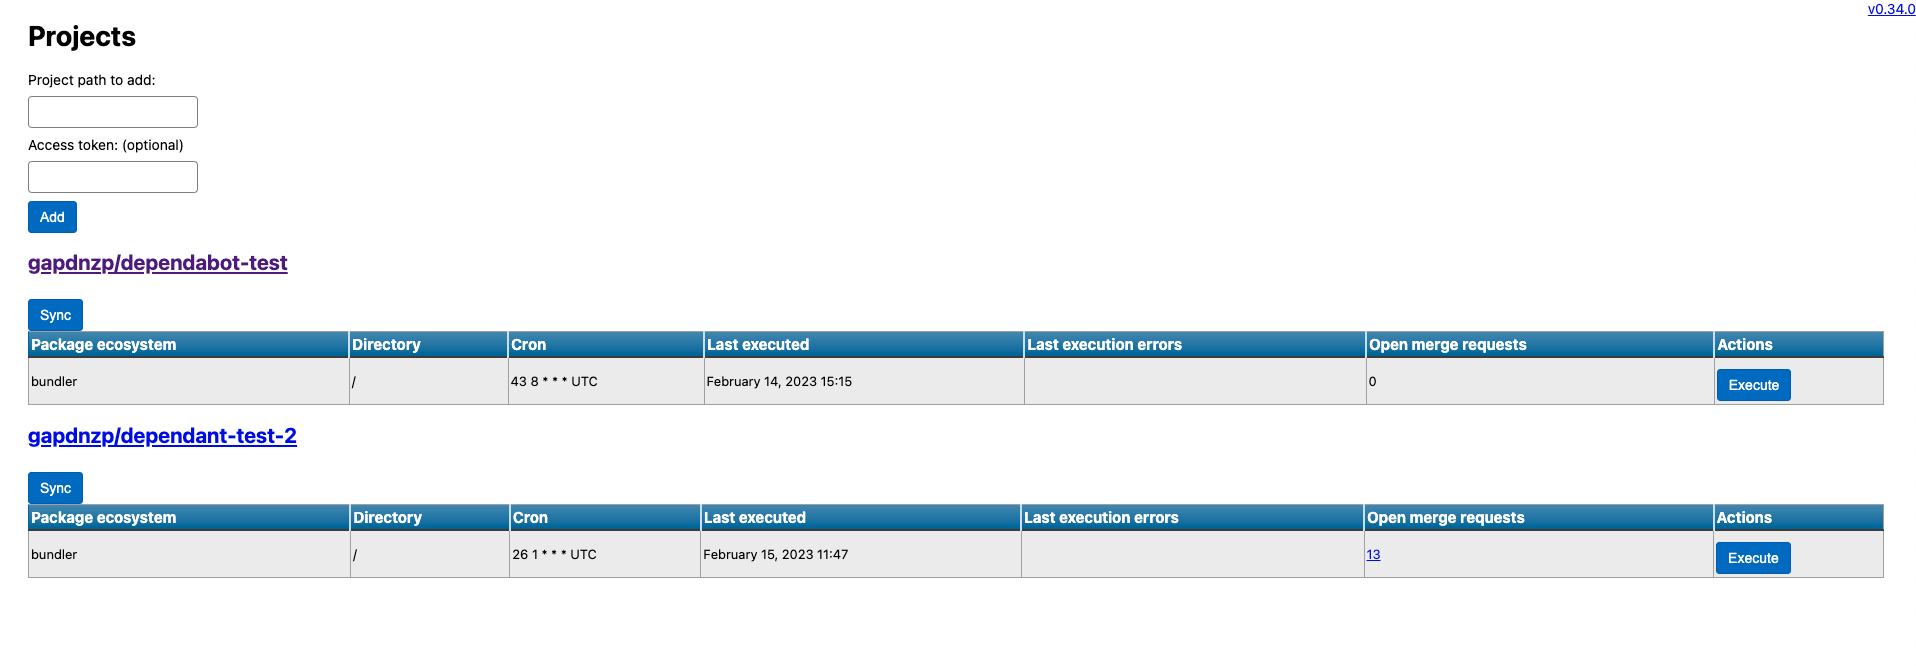 v0.34.0
Projects
Project path to add:
Access token: (optional)
Add
gapdnzp/dependabot-test
Sync
Package ecosystem Directory Cron Last executed Last execution errors Open merge requests Actions
bundler / 43 8 * * * UTC February 14, 2023 15:15 0 Execute
gapdnzp/dependant-test-2
Sync
Package ecosystem Directory Cron Last executed Last execution errors Open merge requests Actions
bundler / 26 1 * * * UTC February 15, 2023 11:47 13 Execute